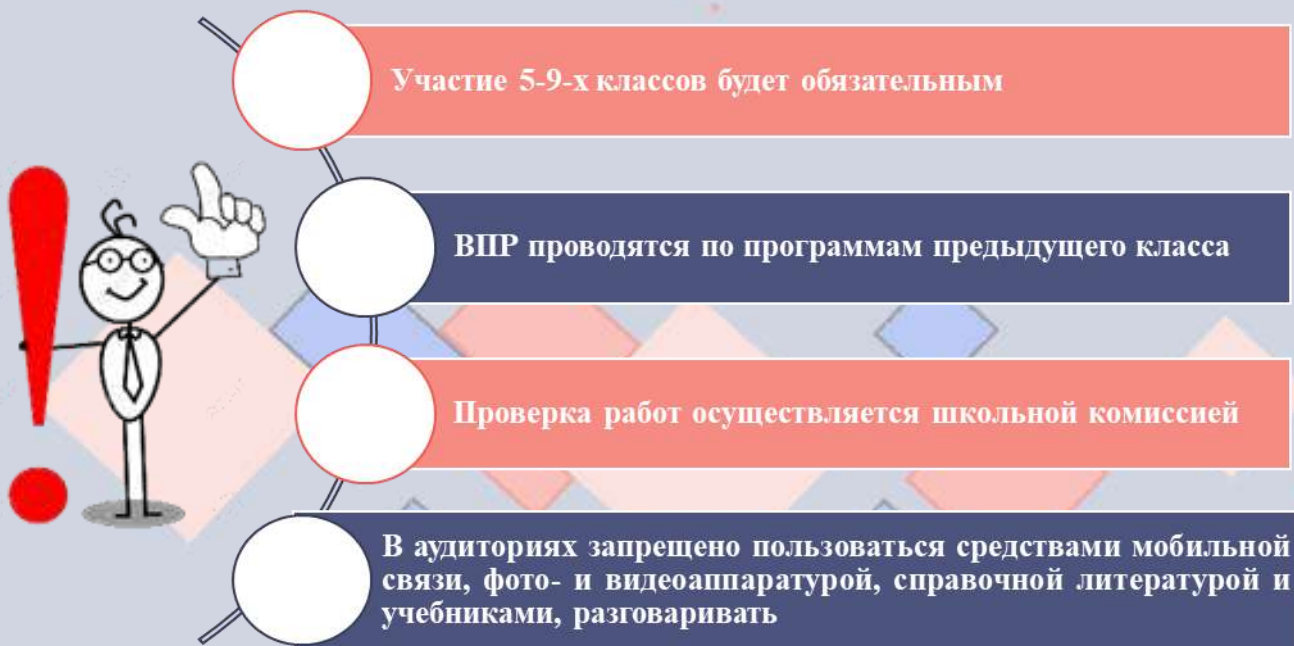 Участие 5-9-х классов будет обязательным
ВПР проводятся по программам предыдущего класса
Проверка работ осуществляется школьной комиссией
В аудиториях запрещено пользоваться средствами мобильной
связи, фото- и видеоаппаратурой, справочной литературой и
учебниками, разговаривать